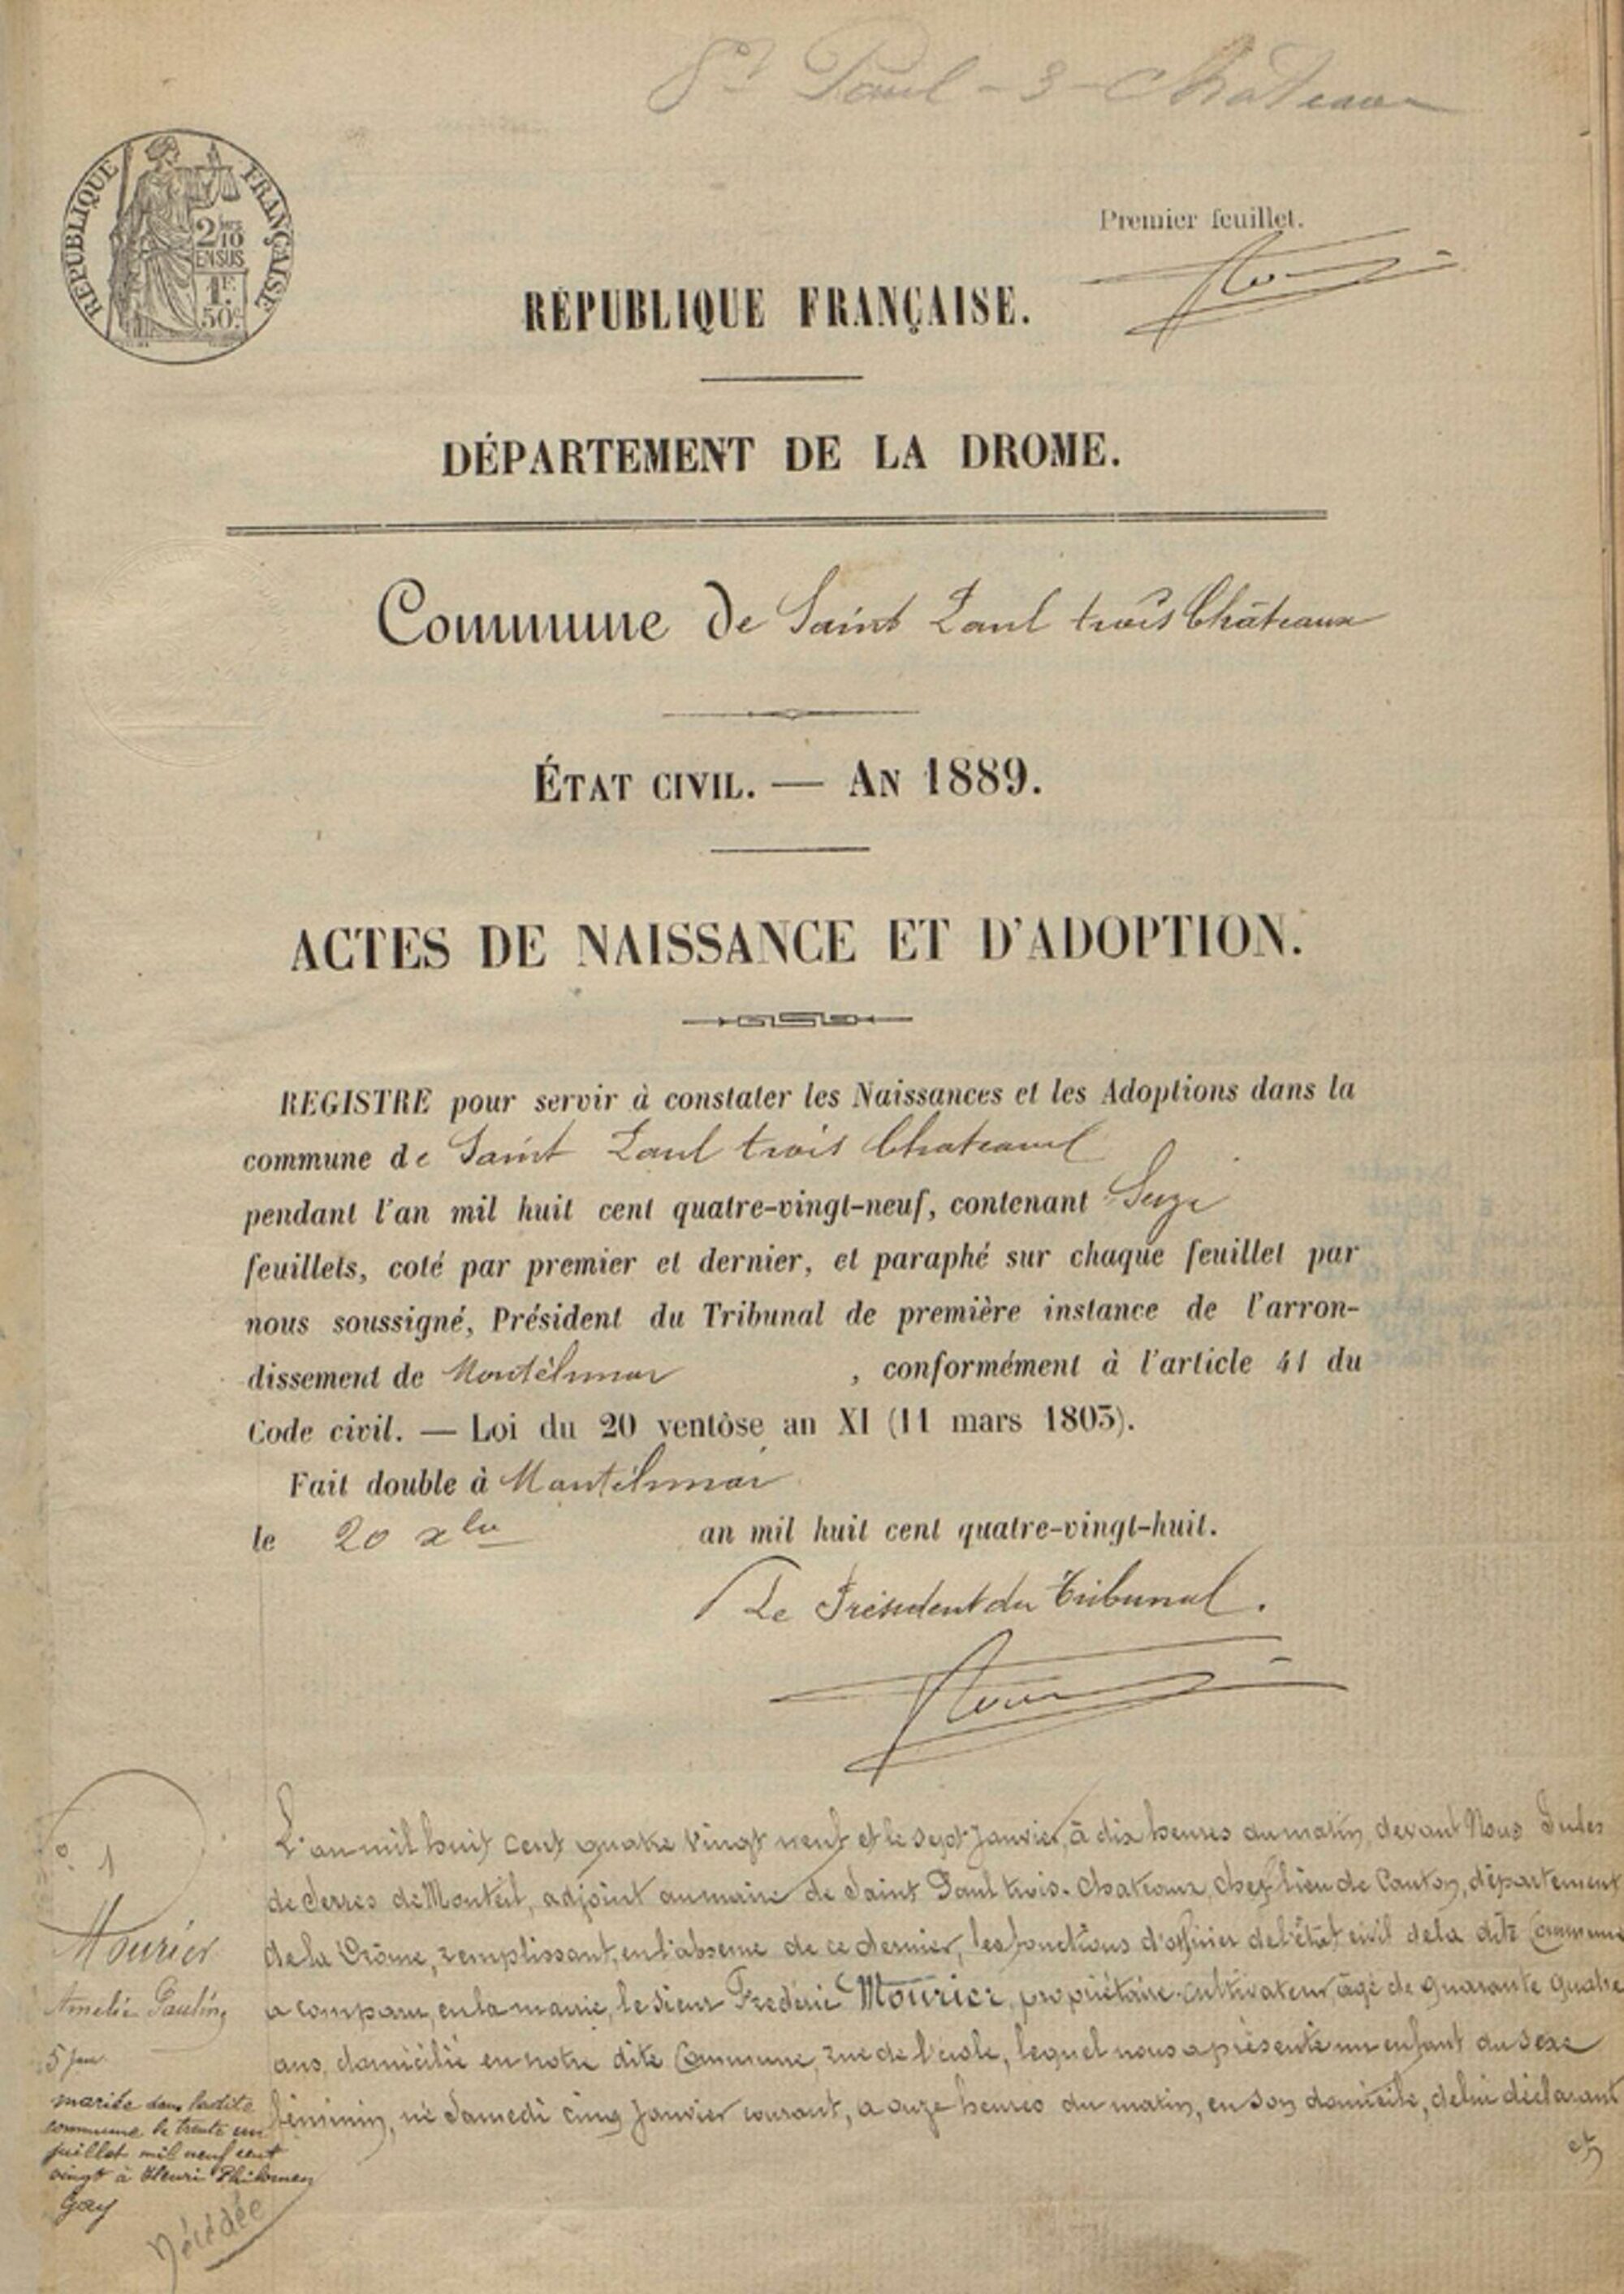 St Paul-3-Chateaux
RÉPUBLIQUE FRANÇAISE
2/10
EN SUS
1F.
50c
Premier feuillet.
RÉPUBLIQUE FRANÇAISE.
DÉPARTEMENT DE LA DROME.
Commune de Saint Paul trois Châteaux
ÉTAT CIVIL. — AN 1889.
ACTES DE NAISSANCE ET D'ADOPTION.
REGISTRE pour servir à constater les Naissances et les Adoptions dans la
commune de Saint Paul trois Chateaux
pendant l'an mil huit cent quatre-vingt-neuf, contenant Seize
feuillets, coté par premier et dernier, et paraphé sur chaque feuillet par
nous soussigné, Président du Tribunal de première instance de l'arron-
dissement de Montélimar, conformément à l'article 41 du
Code civil. — Loi du 20 ventôse an XI (11 mars 1803).
Fait double à Montélimar
le 20 xbre an mil huit cent quatre-vingt-huit.
Le Président du Tribunal.
No 1
Mourier
Amélie Pauline
5 janv.
mariée dans ladite
commune le trente un
juillet mil neuf cent
vingt à Henri Philomen
Gay
Décédée
L'an mil huit cent quatre vingt neuf et le sept Janvier, à dix heures du matin, devant Nous Jules
de Serres de Monteil, adjoint au maire de Saint Paul trois-Chateaux, chef lieu de Canton, département
de la Drôme, remplissant, en l'absence de ce dernier, les fonctions d'officier de l'état civil de la dite Commune
a comparu, en la mairie, le sieur Frédéric Mourier, propriétaire-cultivateur, âgé de quarante quatre
ans, domicilié en notre dite Commune, rue de l'école, lequel nous a présenté un enfant du sexe
féminin, né Samedi cinq Janvier courant, à onze heures du matin, en son domicile, de lui déclarant
et